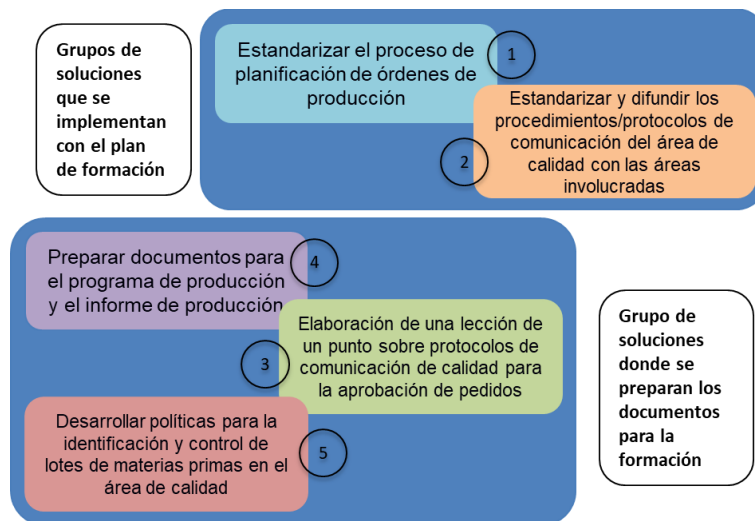 Grupos de
soluciones
que se
implementan
con el plan
de formación
Estandarizar el proceso de
planificación de órdenes de
producción
1
Estandarizar y difundir los
procedimientos/protocolos de
comunicación del área de
calidad con las áreas
involucradas
2
Preparar documentos para
el programa de producción
y el informe de producción
4
Elaboración de una lección de
un punto sobre protocolos de
comunicación de calidad para
la aprobación de pedidos
3
Desarrollar políticas para la
identificación y control de
lotes de materias primas en el
área de calidad
5
Grupo de
soluciones
donde se
preparan los
documentos
para la
formación